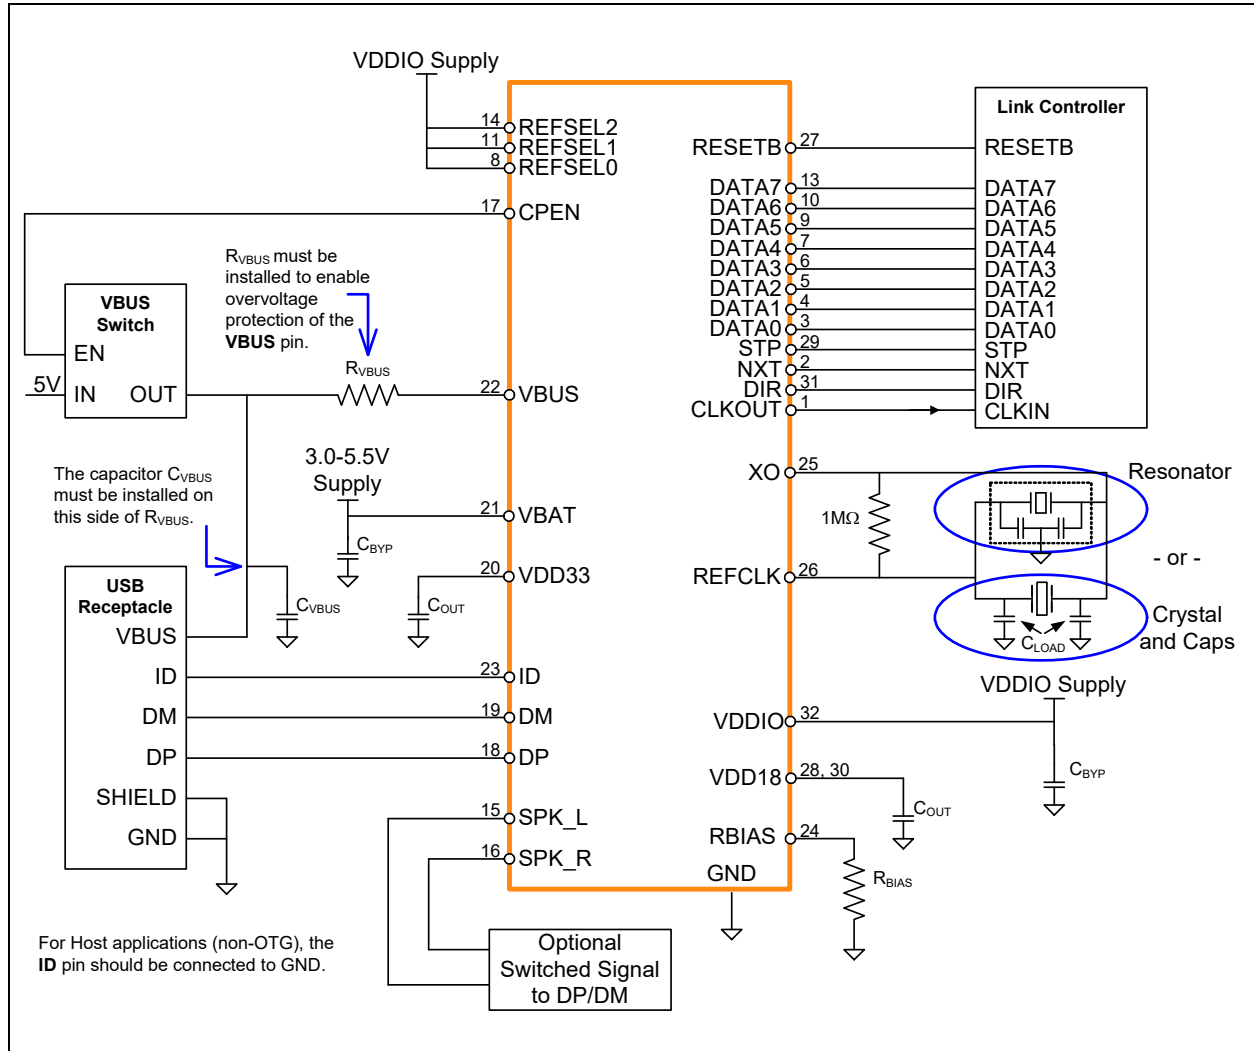 VDDIO Supply
14
REFSEL2
11
REFSEL1
8
REFSEL0
17
CPEN
RVBUS must be
installed to enable
overvoltage
protection of the
VBUS pin.
VBUS
Switch
EN
5V
IN
OUT
RVBUS
22
VBUS
3.0-5.5V
Supply
The capacitor CVBUS
must be installed on
this side of RVBUS.
21
VBAT
CBYP
20
VDD33
COUT
CVBUS
USB
Receptacle
VBUS
ID
23
ID
DM
19
DM
DP
18
DP
SHIELD
GND
15
SPK_L
16
SPK_R
GND
Optional
Switched Signal
to DP/DM
For Host applications (non-OTG), the
ID pin should be connected to GND.
Link Controller
RESETB
27
RESETB
DATA7
13
DATA7
DATA6
10
DATA6
DATA5
9
DATA5
DATA4
7
DATA4
DATA3
6
DATA3
DATA2
5
DATA2
DATA1
4
DATA1
DATA0
3
DATA0
STP
29
STP
NXT
2
NXT
DIR
31
DIR
CLKOUT
1
CLKIN
XO
25
Resonator
1MΩ
- or -
REFCLK
26
CLOAD
Crystal
and Caps
VDDIO Supply
VDDIO
32
CBYP
VDD18
28, 30
COUT
RBIAS
24
RBIAS